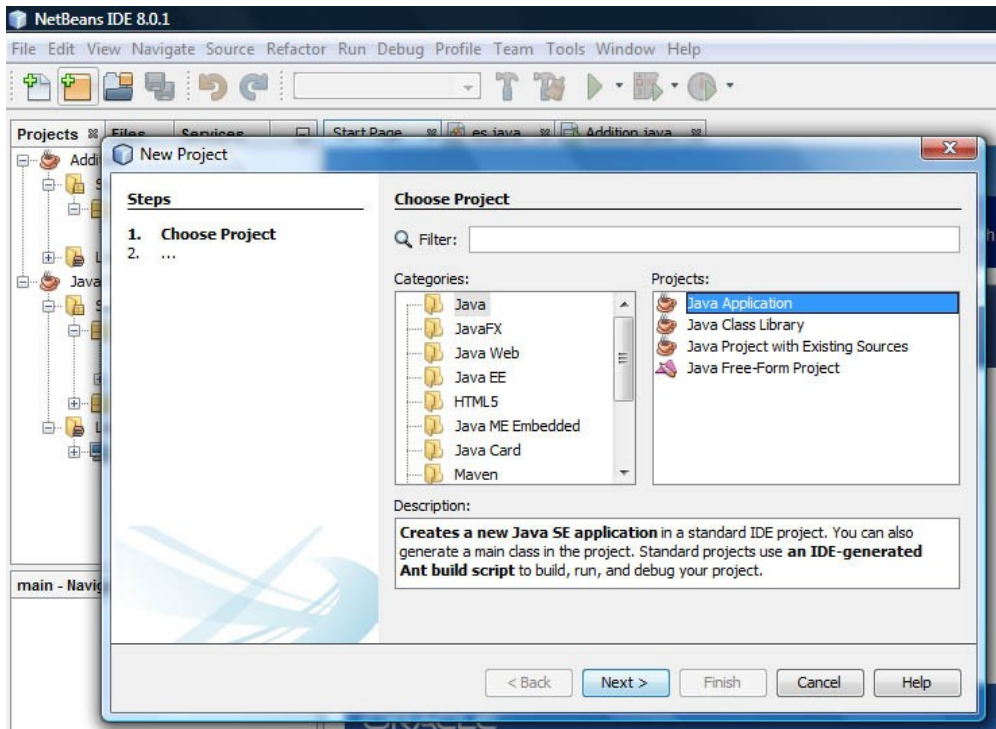 NetBeans IDE 8.0.1
File Edit View Navigate Source Refactor Run Debug Profile Team Tools Window Help
Projects Files Services Start Page es.java Addition.java
New Project
Steps
1. Choose Project
2. ...
Choose Project
Filter:
Categories:
Java
JavaFX
Java Web
Java EE
HTML5
Java ME Embedded
Java Card
Maven
Projects:
Java Application
Java Class Library
Java Project with Existing Sources
Java Free-Form Project
Description:
Creates a new Java SE application in a standard IDE project. You can also
generate a main class in the project. Standard projects use an IDE-generated
Ant build script to build, run, and debug your project.
< Back Next > Finish Cancel Help
Addi
Java
main - Navig
ORACLE